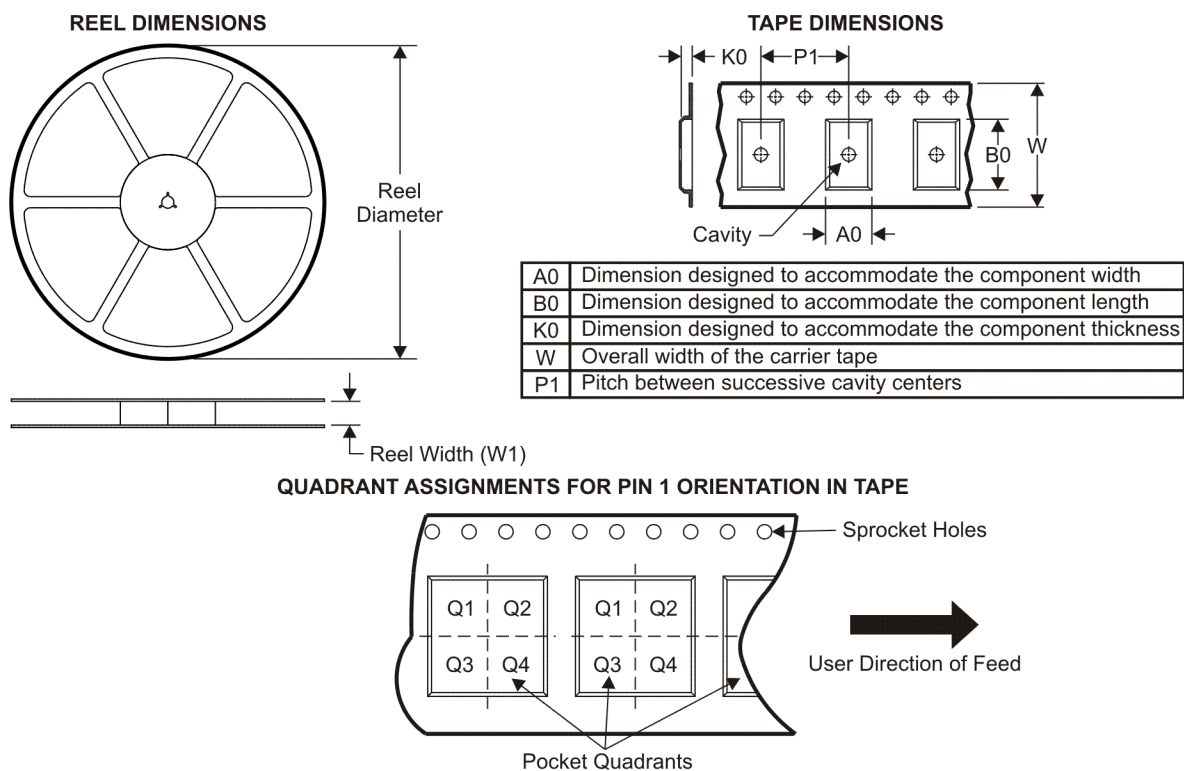 REEL DIMENSIONS
Reel
Diameter
Reel Width (W1)
TAPE DIMENSIONS
K0
P1
B0
W
Cavity
A0
A0 Dimension designed to accommodate the component width
B0 Dimension designed to accommodate the component length
K0 Dimension designed to accommodate the component thickness
W Overall width of the carrier tape
P1 Pitch between successive cavity centers
QUADRANT ASSIGNMENTS FOR PIN 1 ORIENTATION IN TAPE
Sprocket Holes
Q1 Q2 Q1 Q2
Q3 Q4 Q3 Q4
User Direction of Feed
Pocket Quadrants